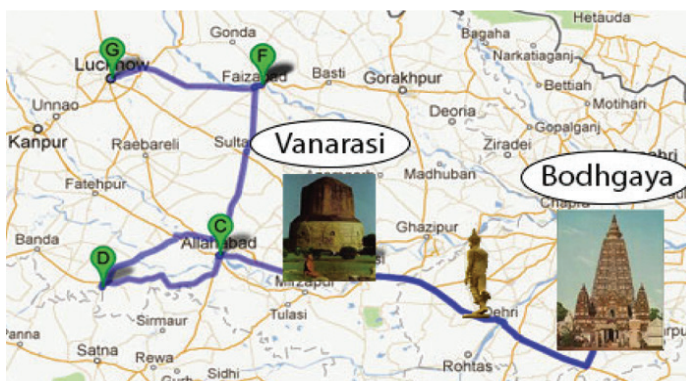 Hetauda
Gonda
Bagaha
Narkatiaganj
G
F
Lucknow
Faizabad
Basti
Gorakhpur
Bettiah
Motihari
Unnao
Deoria
Gopalganj
Kanpur
Raebareli
Vanarasi
Ziradei
Madhuban
Bodhgaya
Fatehpur
C
Chapra
Banda
Allahabad
Ghazipur
D
Mirzapur
Dehri
Tulasi
Sirmaur
Panna
Satna
Rewa
Sidhi
Rohtas